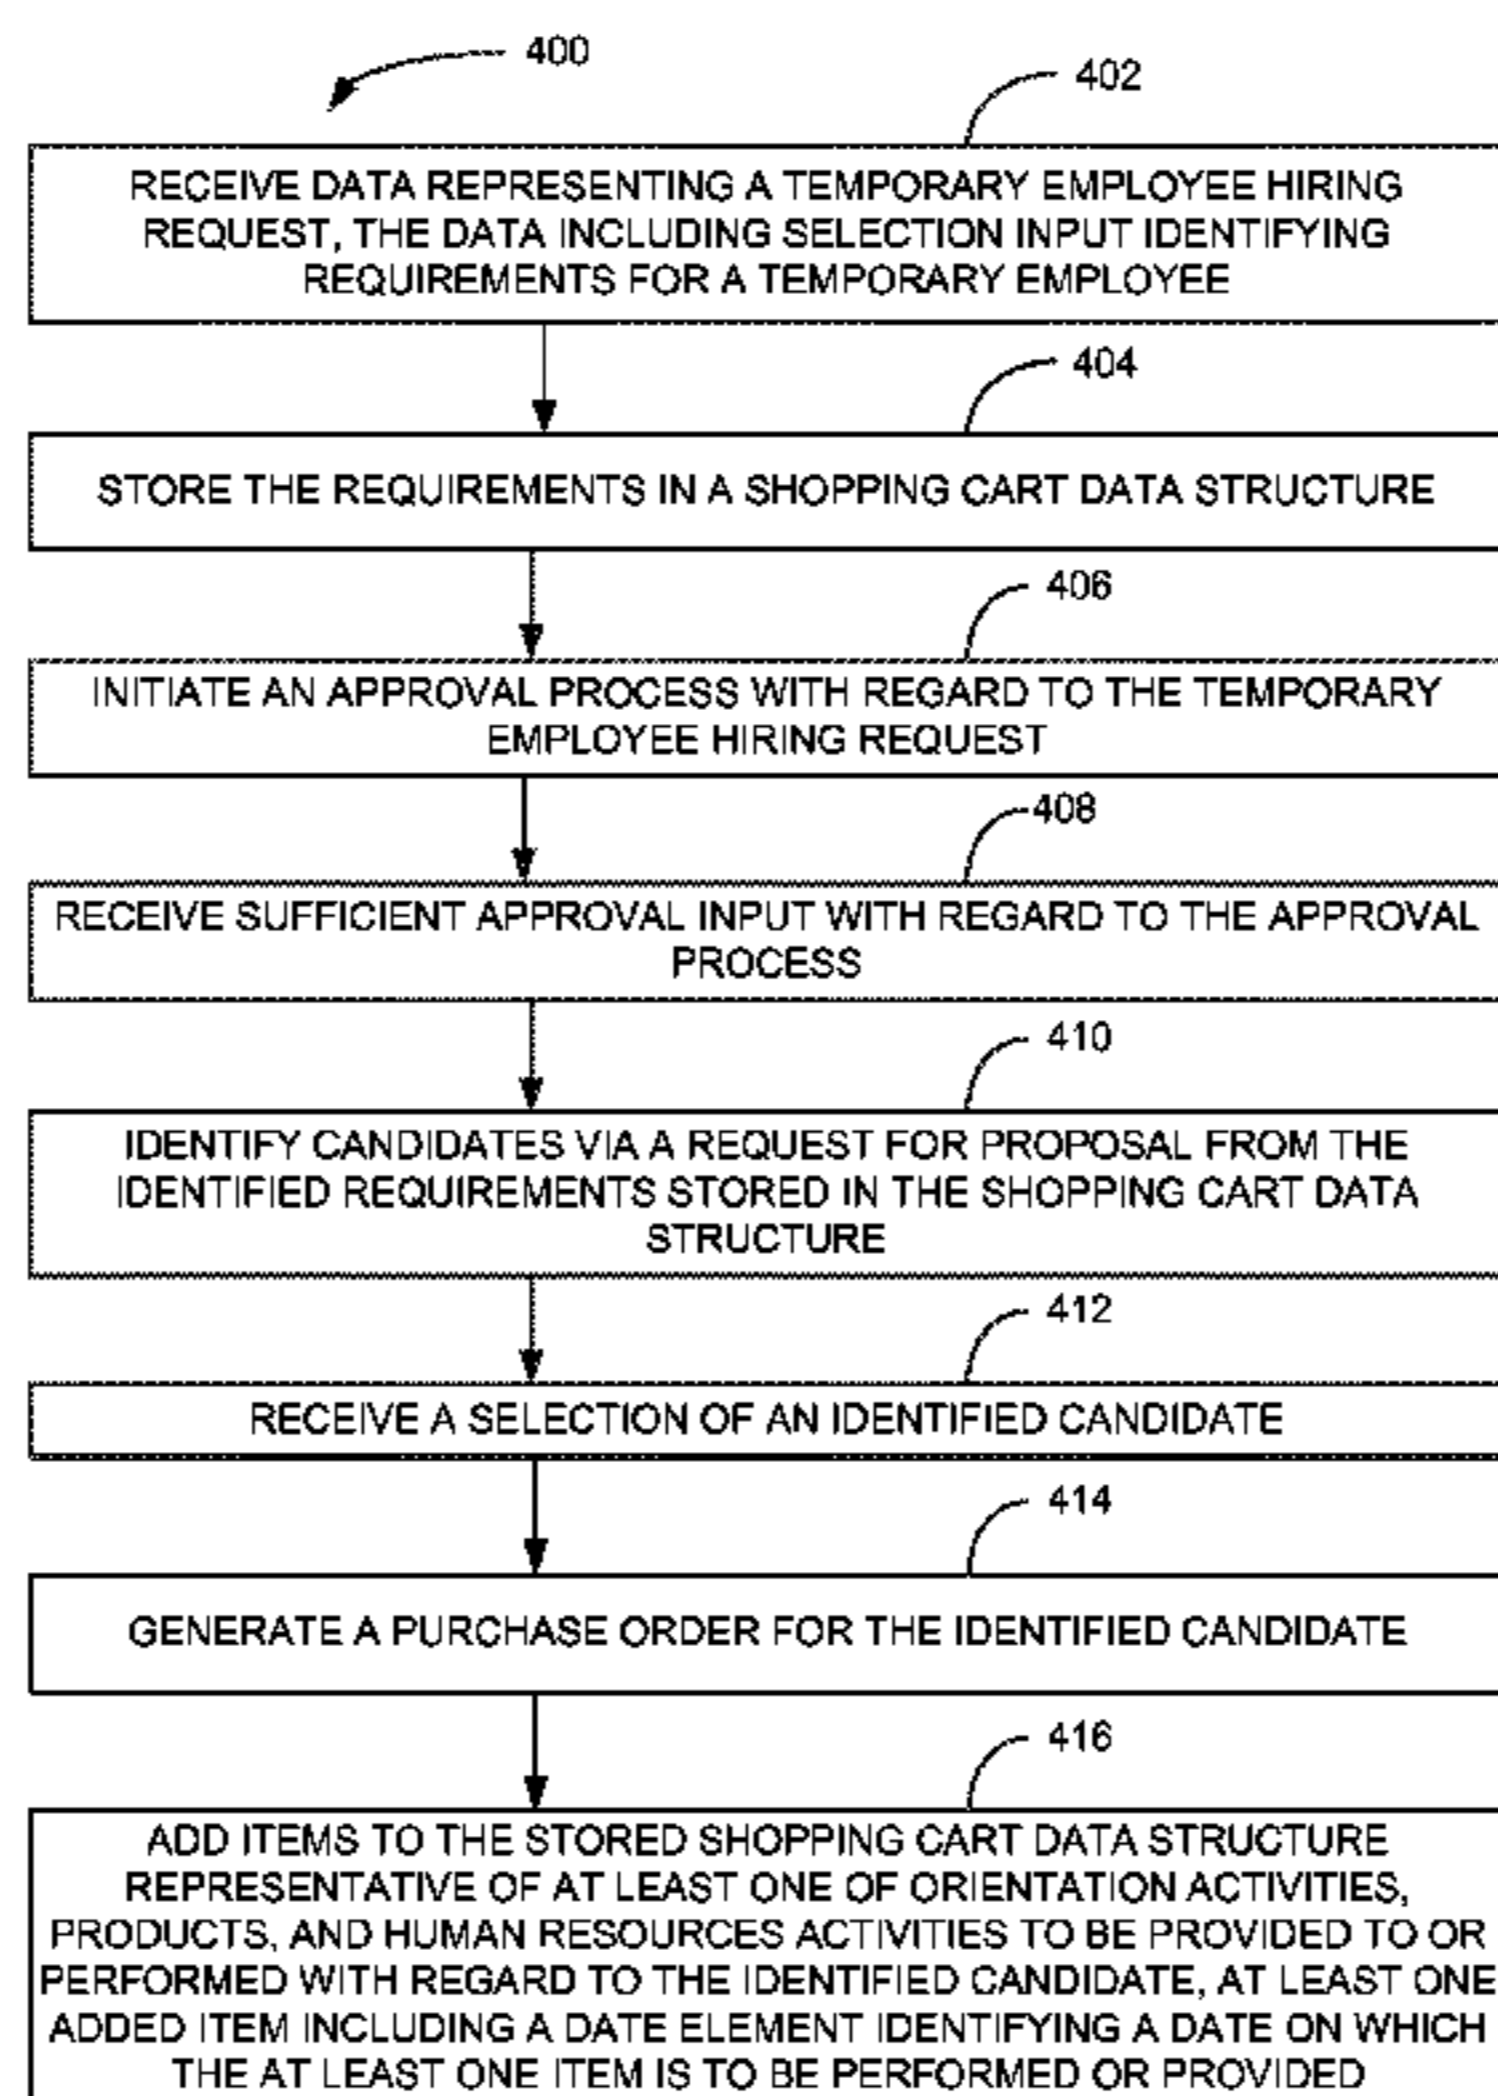 400
402
RECEIVE DATA REPRESENTING A TEMPORARY EMPLOYEE HIRING
REQUEST, THE DATA INCLUDING SELECTION INPUT IDENTIFYING
REQUIREMENTS FOR A TEMPORARY EMPLOYEE
404
STORE THE REQUIREMENTS IN A SHOPPING CART DATA STRUCTURE
406
INITIATE AN APPROVAL PROCESS WITH REGARD TO THE TEMPORARY
EMPLOYEE HIRING REQUEST
408
RECEIVE SUFFICIENT APPROVAL INPUT WITH REGARD TO THE APPROVAL
PROCESS
410
IDENTIFY CANDIDATES VIA A REQUEST FOR PROPOSAL FROM THE
IDENTIFIED REQUIREMENTS STORED IN THE SHOPPING CART DATA
STRUCTURE
412
RECEIVE A SELECTION OF AN IDENTIFIED CANDIDATE
414
GENERATE A PURCHASE ORDER FOR THE IDENTIFIED CANDIDATE
416
ADD ITEMS TO THE STORED SHOPPING CART DATA STRUCTURE
REPRESENTATIVE OF AT LEAST ONE OF ORIENTATION ACTIVITIES,
PRODUCTS, AND HUMAN RESOURCES ACTIVITIES TO BE PROVIDED TO OR
PERFORMED WITH REGARD TO THE IDENTIFIED CANDIDATE, AT LEAST ONE
ADDED ITEM INCLUDING A DATE ELEMENT IDENTIFYING A DATE ON WHICH
THE AT LEAST ONE ITEM IS TO BE PERFORMED OR PROVIDED